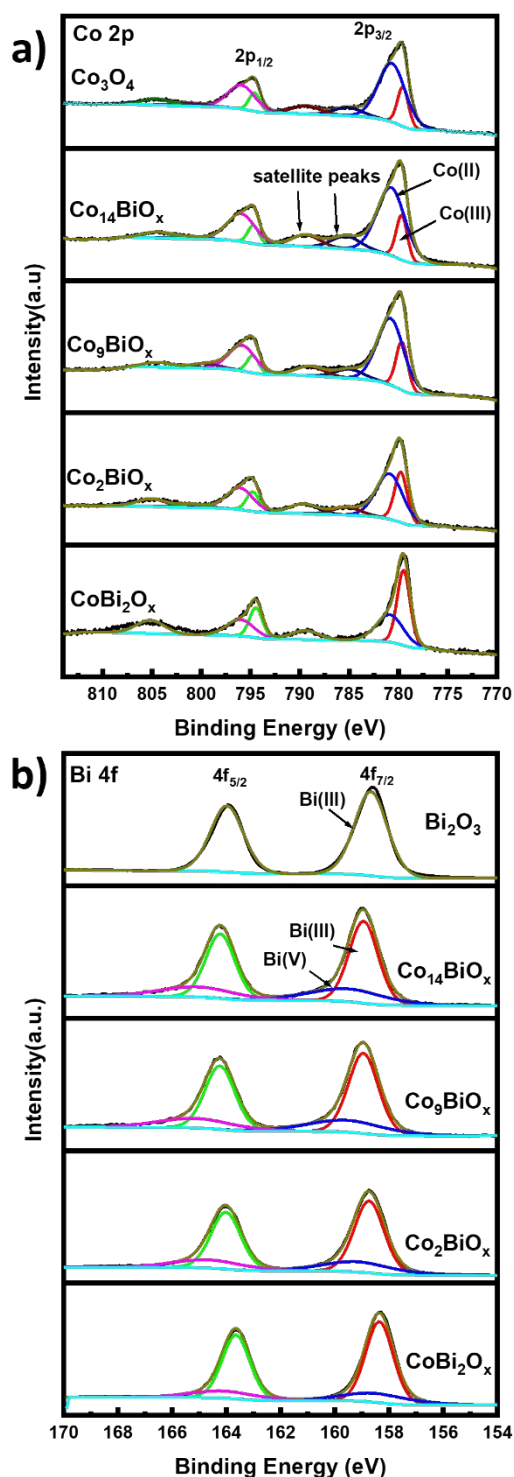 a)
Co 2p
2p1/2
2p3/2
Co3O4
Co14BiOx
satellite peaks
Co(II)
Co(III)
Co9BiOx
Co2BiOx
CoBi2Ox
Intensity(a.u)
810 805 800 795 790 785 780 775 770
Binding Energy (eV)
b)
Bi 4f
4f5/2
4f7/2
Bi(III)
Bi2O3
Bi(III)
Bi(V)
Co14BiOx
Co9BiOx
Co2BiOx
CoBi2Ox
Intensity(a.u.)
170 168 166 164 162 160 158 156 154
Binding Energy (eV)